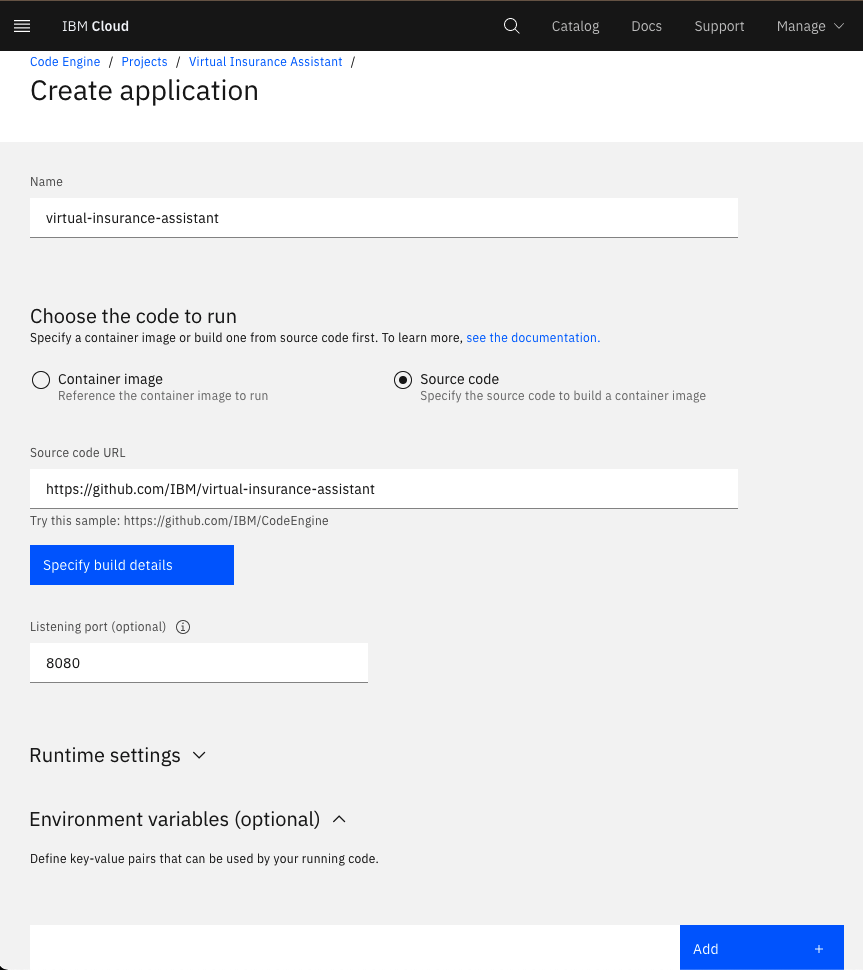 IBM Cloud Catalog Docs Support Manage
Code Engine / Projects / Virtual Insurance Assistant /
Create application
Name
virtual-insurance-assistant
Choose the code to run
Specify a container image or build one from source code first. To learn more, see the documentation.
Container image Source code
Reference the container image to run Specify the source code to build a container image
Source code URL
https://github.com/IBM/virtual-insurance-assistant
Try this sample: https://github.com/IBM/CodeEngine
Specify build details
Listening port (optional)
8080
Runtime settings
Environment variables (optional)
Define key-value pairs that can be used by your running code.
Add +